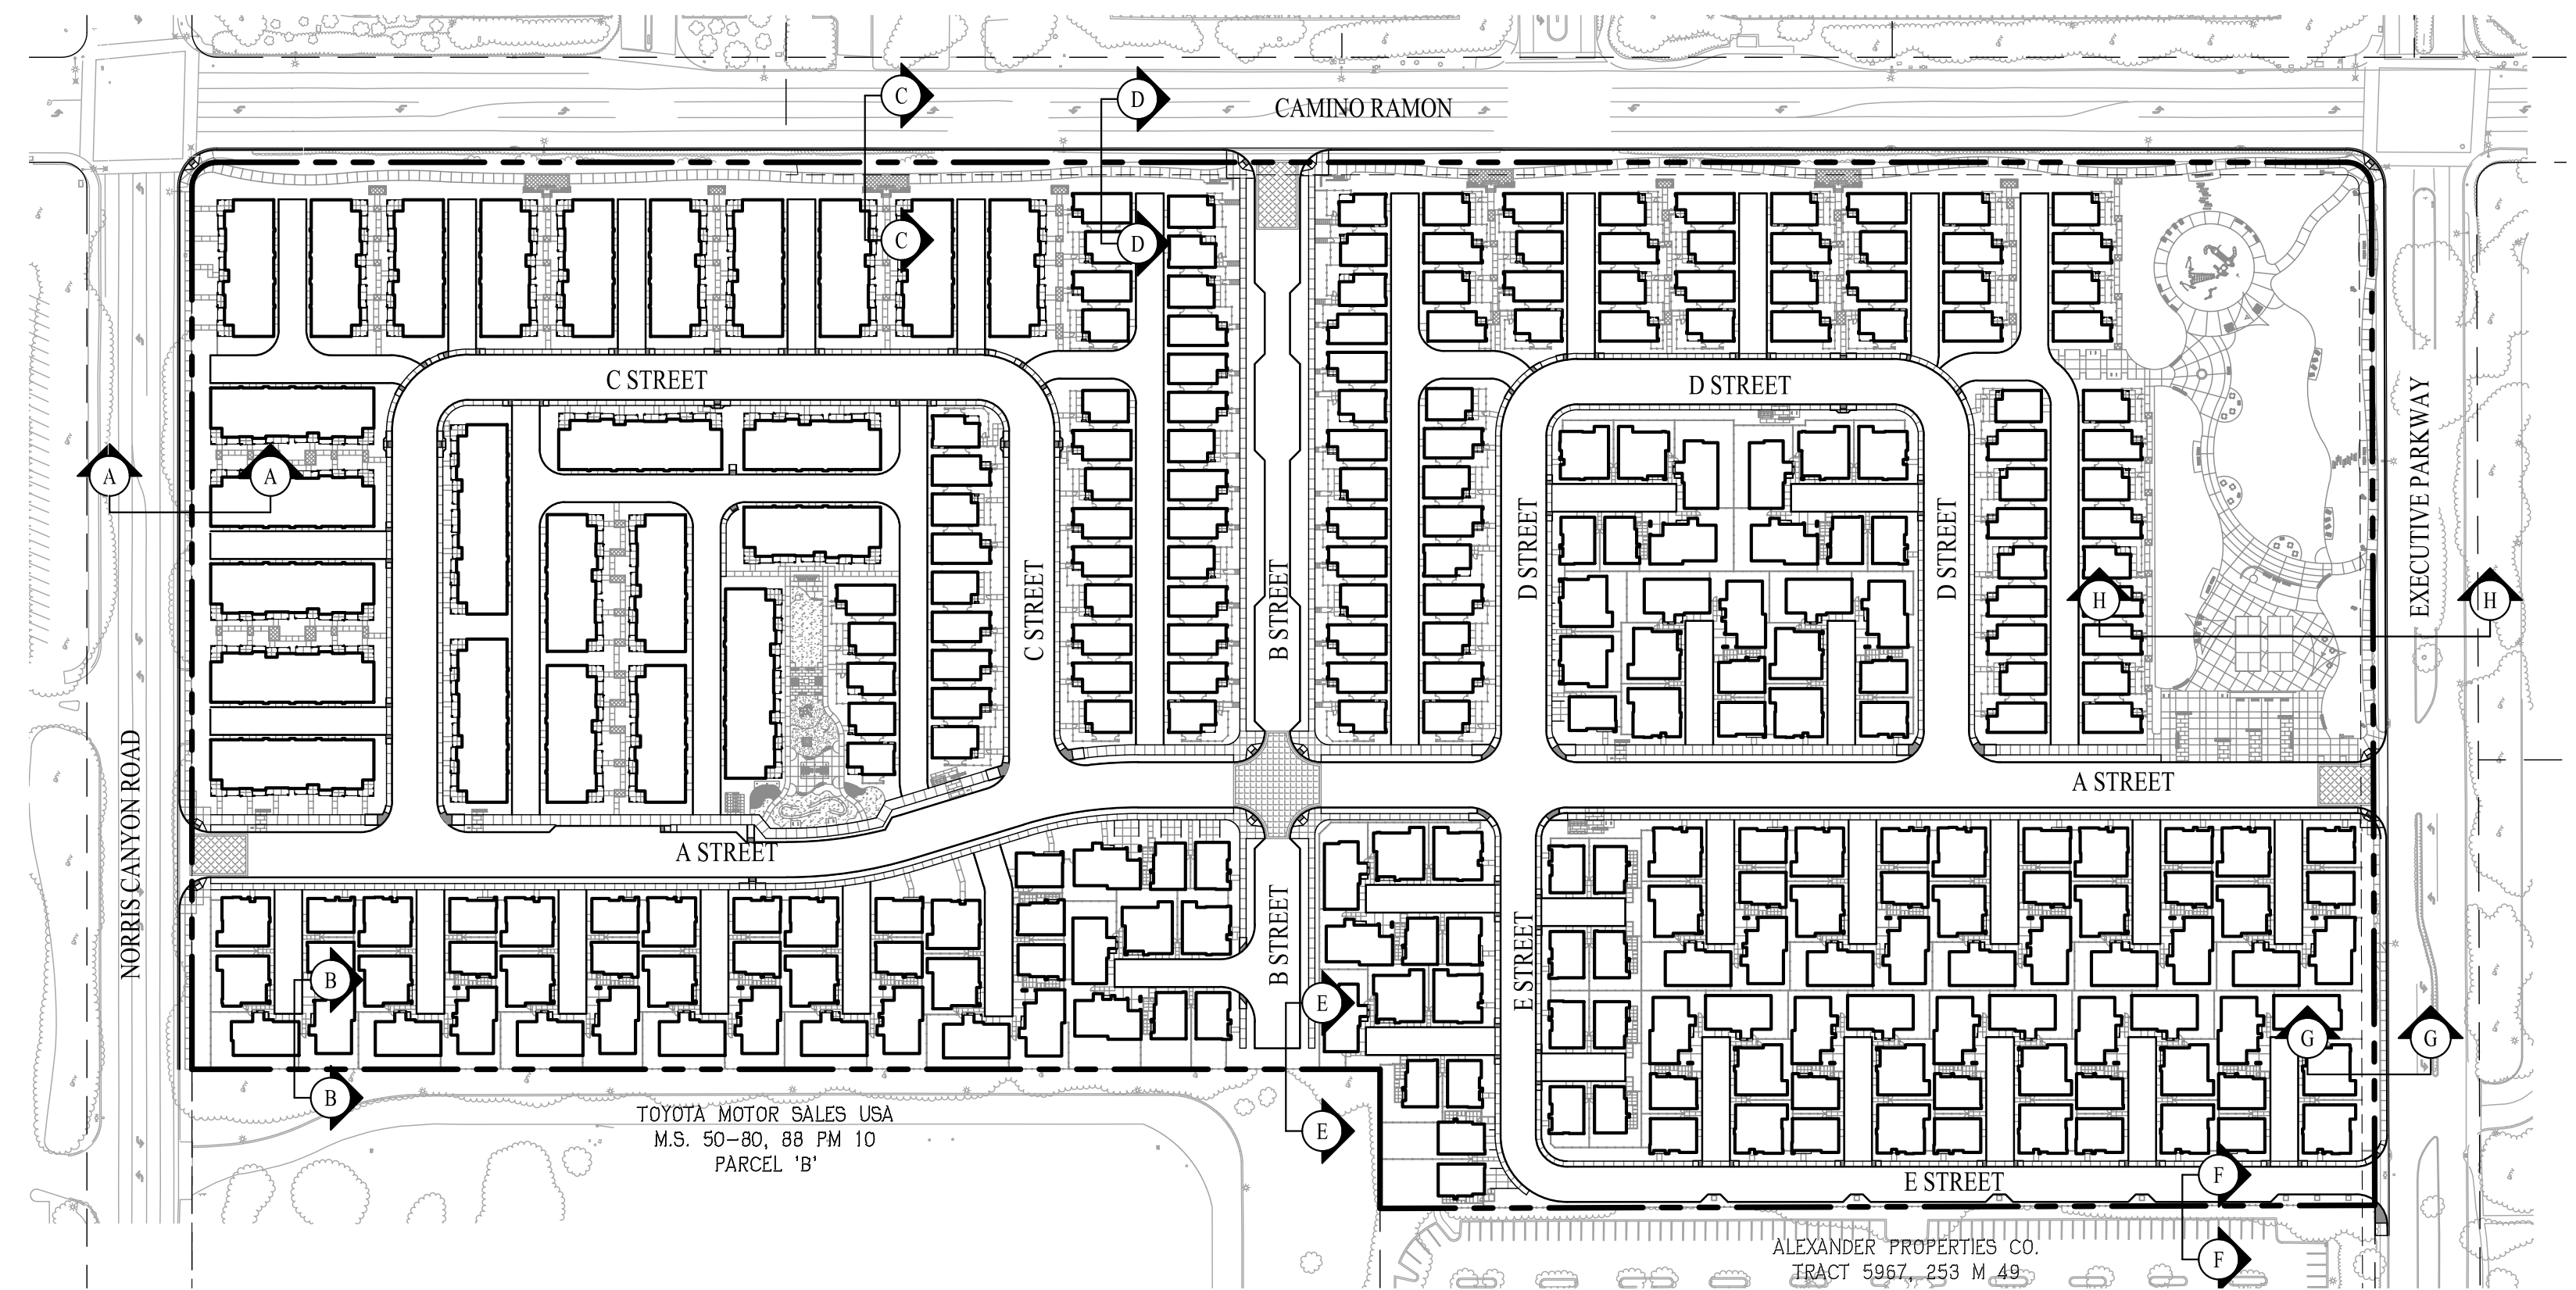 C
D
CAMINO RAMON
C
D
C STREET
D STREET
A
A
EXECUTIVE PARKWAY
D STREET
D STREET
C STREET
B STREET
H
H
NORRIS CANYON ROAD
A STREET
A STREET
B STREET
E STREET
B
E
G
G
B
TOYOTA MOTOR SALES USA
M.S. 50-80, 88 PM 10
PARCEL 'B'
E
E STREET
F
ALEXANDER PROPERTIES CO.
TRACT 5967, 253 M 49
F